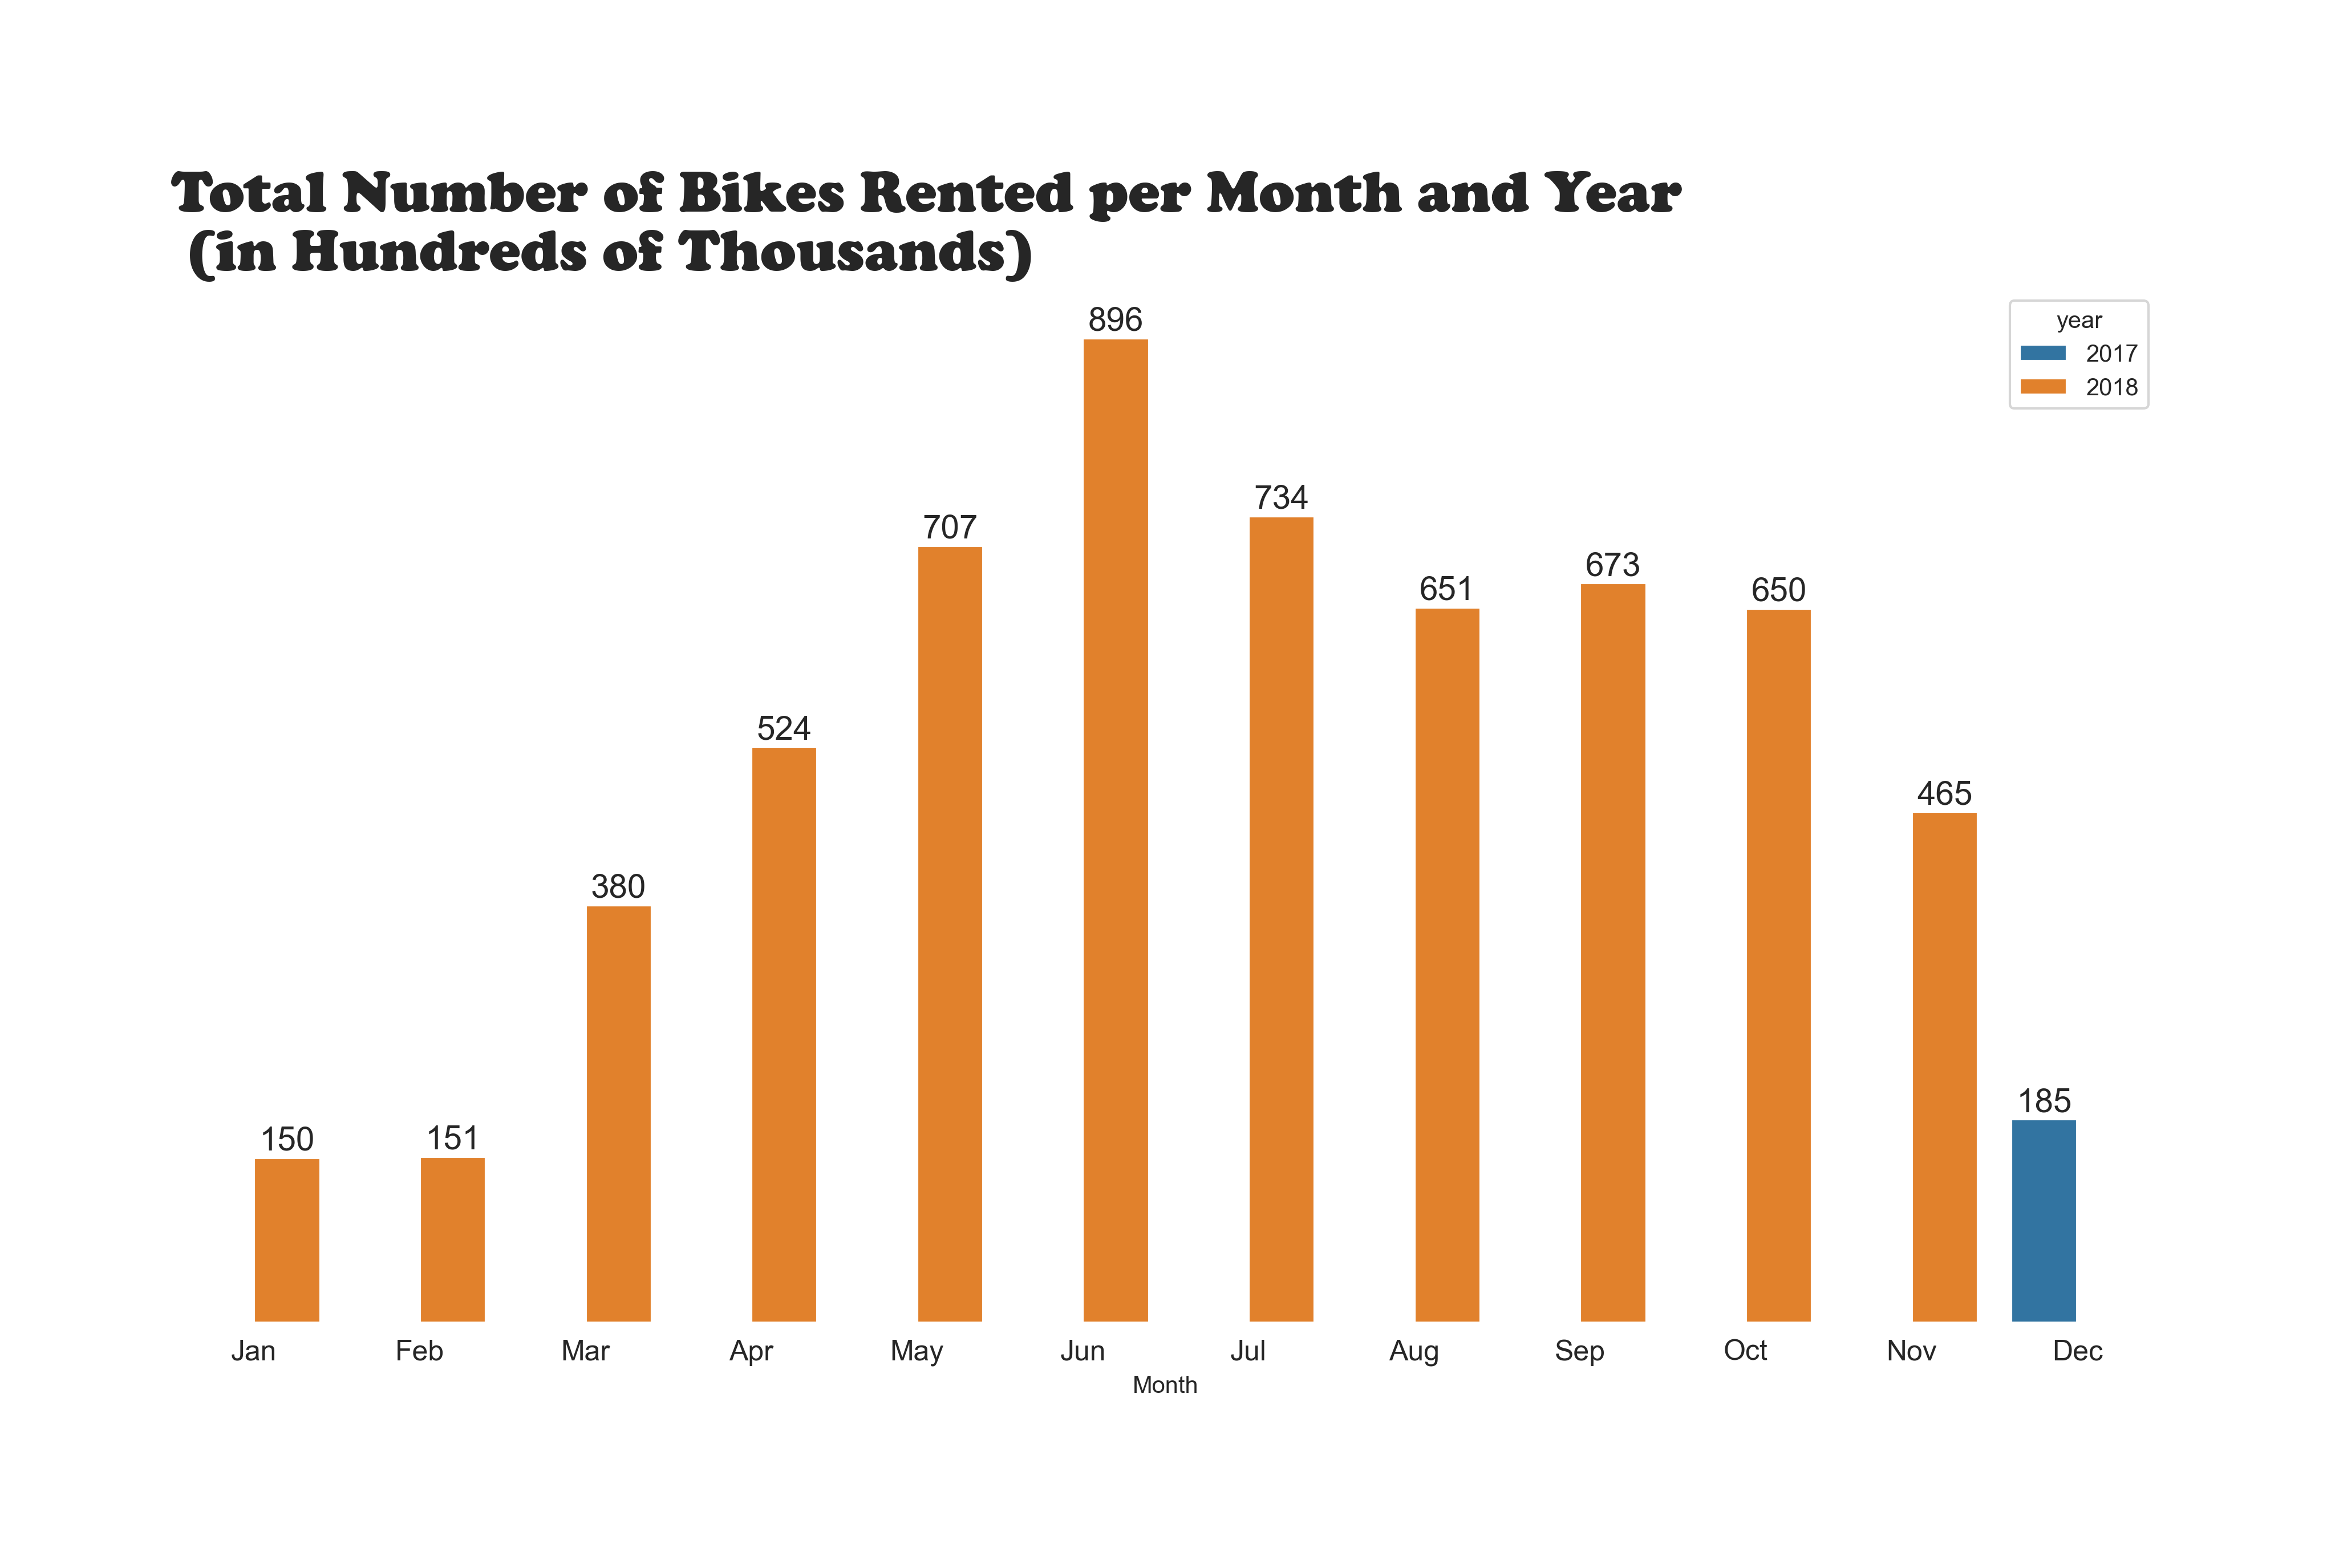 Total Number of Bikes Rented per Month and Year
(in Hundreds of Thousands)
year
2017
2018
896
734
707
673
651
650
524
465
380
185
150
151
Jan Feb Mar Apr May Jun Jul Aug Sep Oct Nov Dec
Month